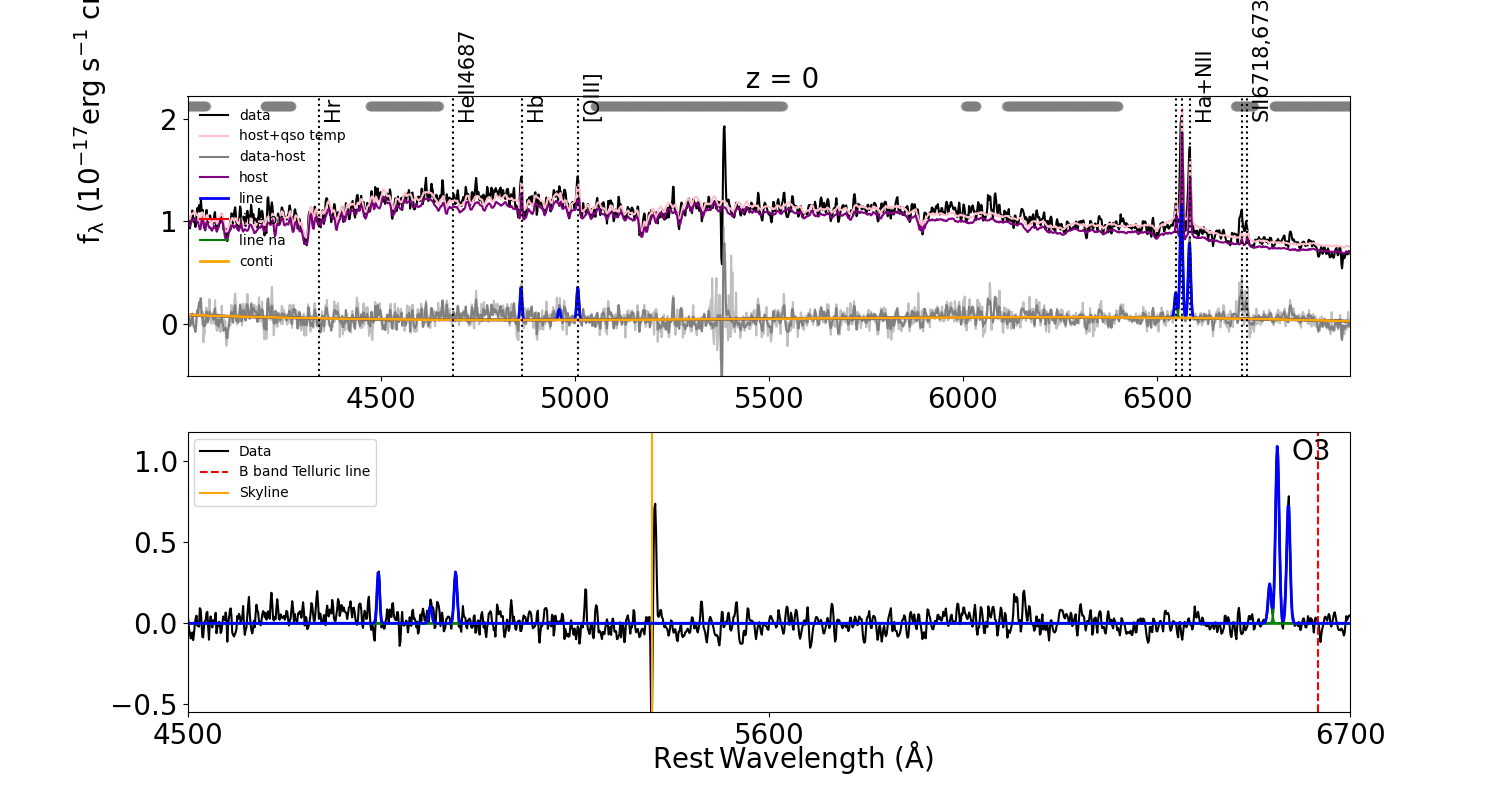 z = 0
f_λ (10^−17 erg s^−1
Hr
HeII4687
Hb
[OIII]
Ha+NII
SII6718,673
data
host+qso temp
data-host
host
line
line na
conti
2
1
0
4500
5000
5500
6000
6500
Data
B band Telluric line
Skyline
O3
1.0
0.5
0.0
−0.5
4500
5600
6700
Rest Wavelength (Å)